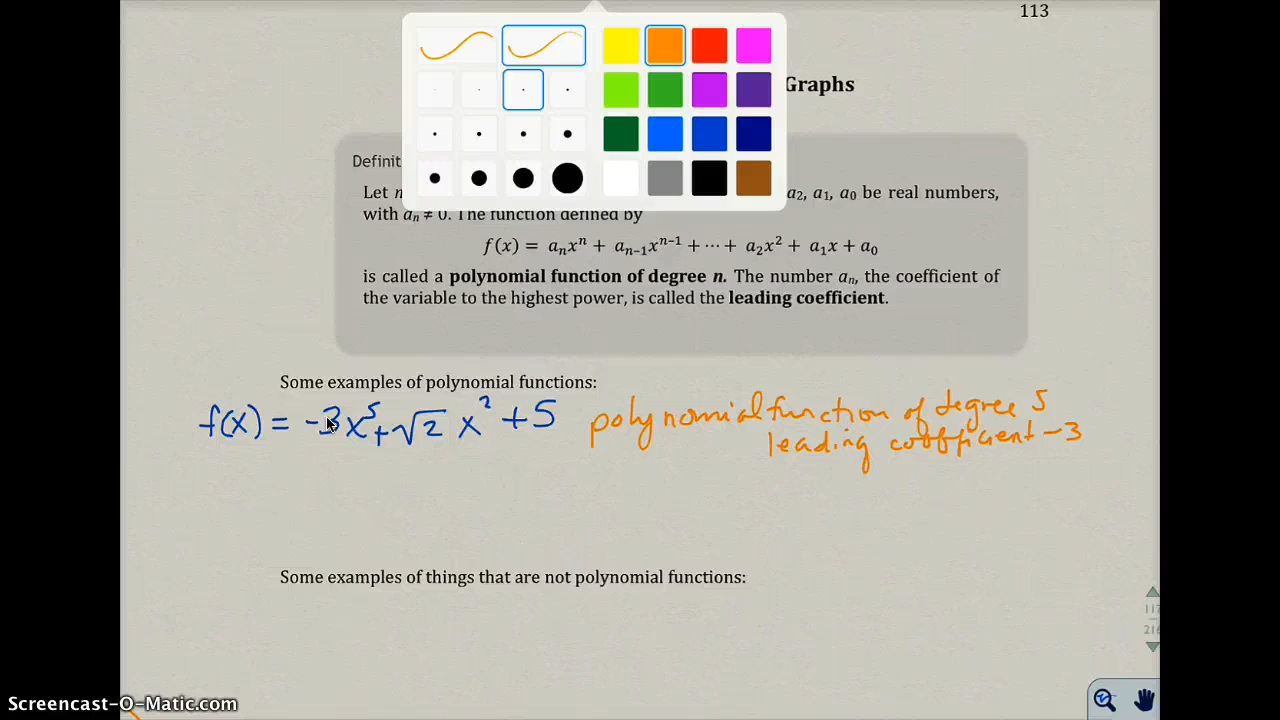 113
Graphs
Definit
Let n a₂, a₁, a₀ be real numbers,
with aₙ ≠ 0. The function defined by
f(x) = aₙxⁿ + aₙ₋₁xⁿ⁻¹ + ⋯ + a₂x² + a₁x + a₀
is called a polynomial function of degree n. The number aₙ, the coefficient of
the variable to the highest power, is called the leading coefficient.
Some examples of polynomial functions:
f(x) = -3x⁵ + √2 x² + 5 polynomial function of degree 5
leading coefficient -3
Some examples of things that are not polynomial functions:
117
216
Screencast-O-Matic.com